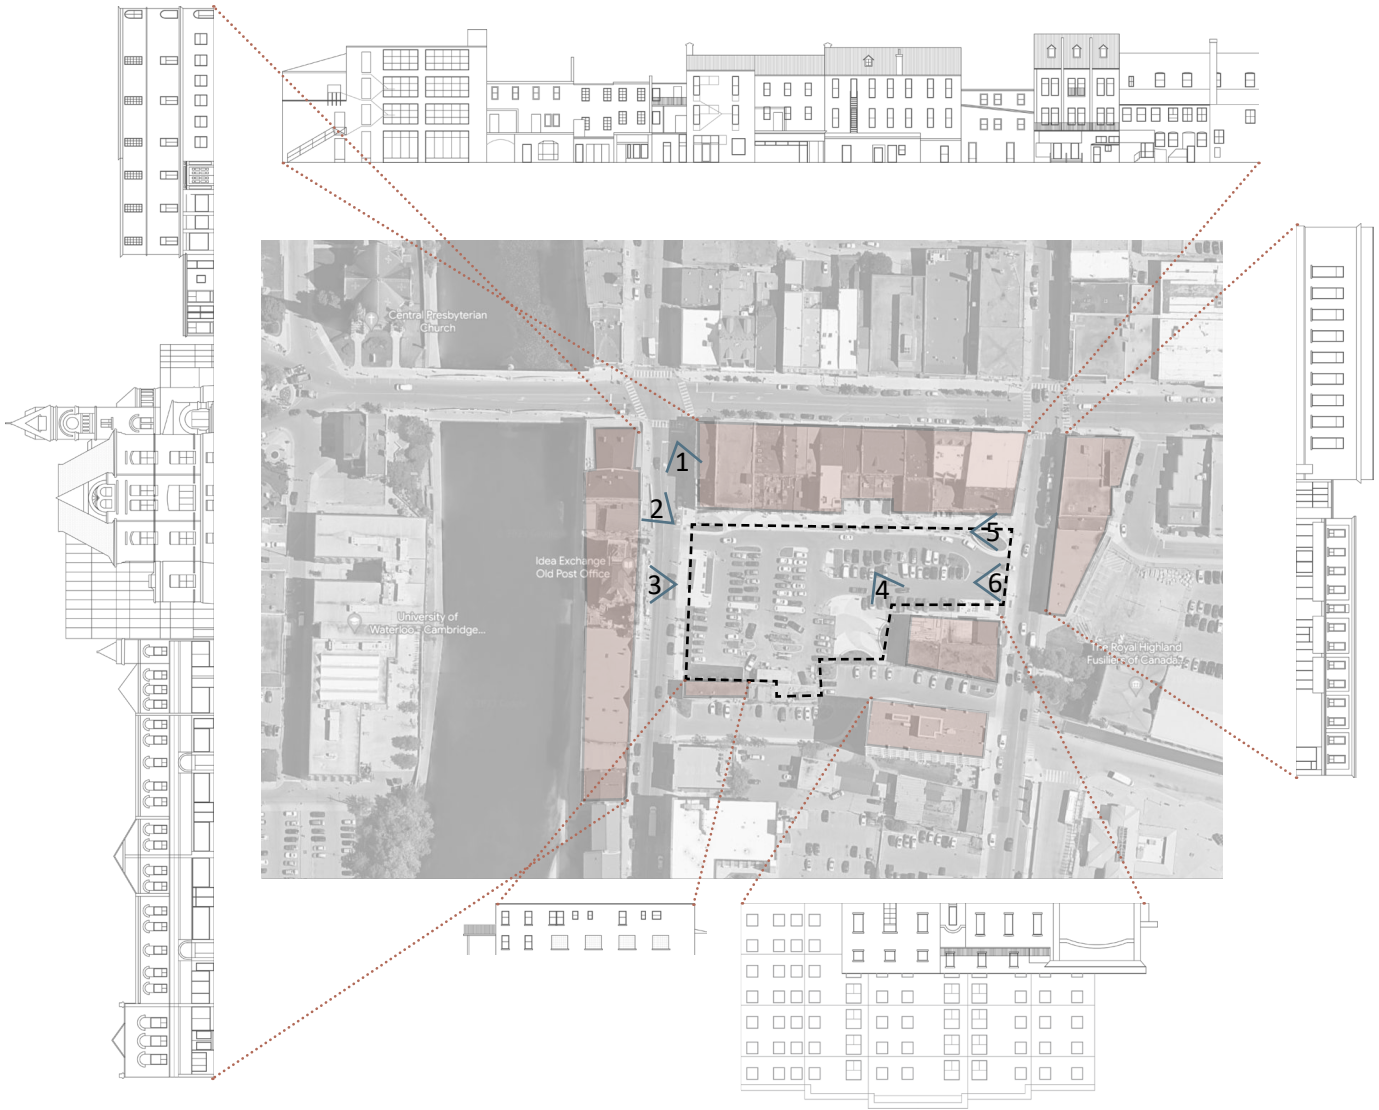 Central Presbyterian
Church
1
2
5
Idea Exchange |
Old Post Office
3
4
6
University of
Waterloo - Cambridge...
The Royal Highland
Fusiliers of Canada